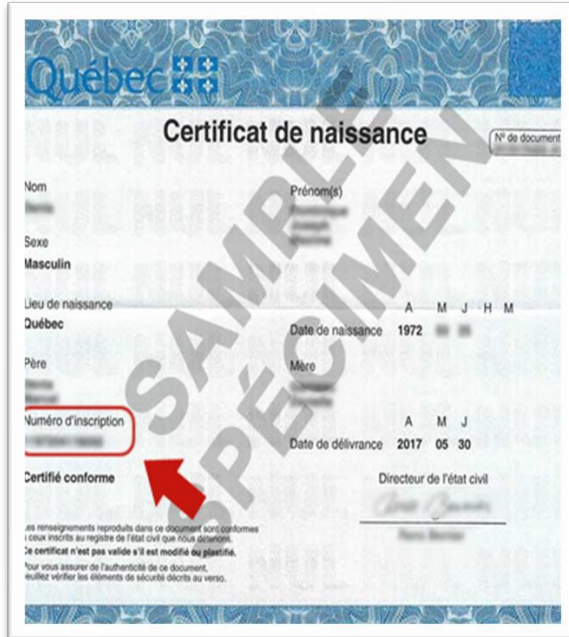 Québec
Certificat de naissance
Nº de document
Nom
Prénom(s)
Sexe
Masculin
Lieu de naissance
A M J H M
Québec
Date de naissance 1972
Père
Mère
Numéro d'inscription
A M J
Date de délivrance 2017 05 30
Certifié conforme
Directeur de l'état civil
Les renseignements reproduits dans ce document sont conformes
à ceux inscrits au registre de l'état civil que nous détenons.
Ce certificat n'est pas valide s'il est modifié ou plastifié.
Pour vous assurer de l'authenticité de ce document,
veuillez vérifier les éléments de sécurité décrits au verso.
SAMPLE
SPÉCIMEN